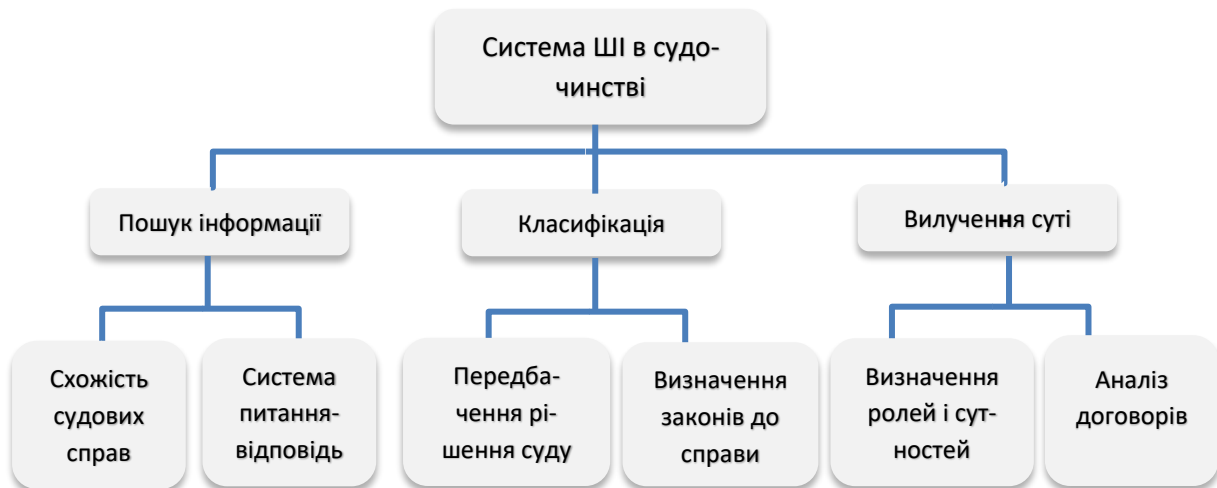 Система ШІ в судо-
чинстві
Пошук інформації
Класифікація
Вилучення суті
Схожість
судових
справ
Система
питання-
відповідь
Передба-
чення рі-
шення суду
Визначення
законів до
справи
Визначення
ролей і сут-
ностей
Аналіз
договорів